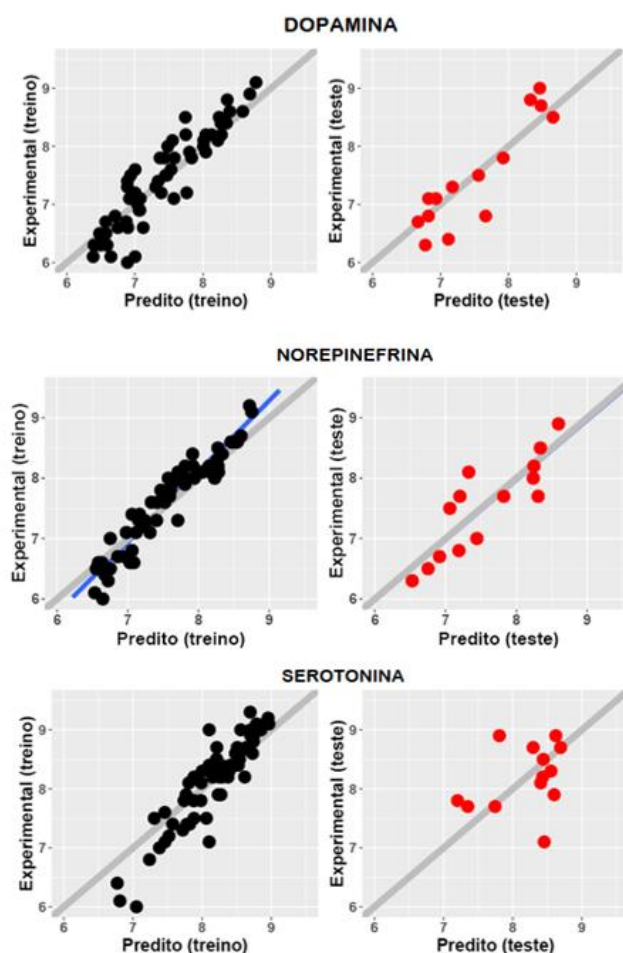 DOPAMINA
Experimental (treino)
9
8
7
6
6 7 8 9
Predito (treino)
Experimental (teste)
9
8
7
6
6 7 8 9
Predito (teste)
NOREPINEFRINA
Experimental (treino)
9
8
7
6
6 7 8 9
Predito (treino)
Experimental (teste)
9
8
7
6
6 7 8 9
Predito (teste)
SEROTONINA
Experimental (treino)
9
8
7
6
6 7 8 9
Predito (treino)
Experimental (teste)
9
8
7
6
6 7 8 9
Predito (teste)